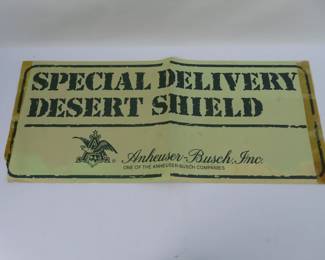 SPECIAL DELIVERY
DESERT SHIELD
Anheuser-Busch, Inc.
ONE OF THE ANHEUSER-BUSCH COMPANIES